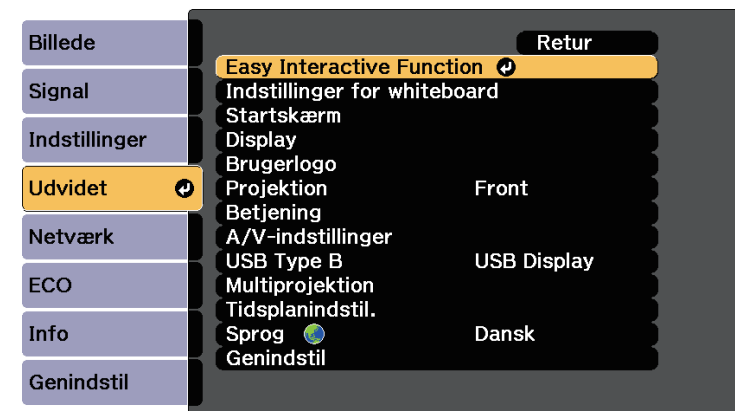 Billede
Signal
Indstillinger
Udvidet
Netværk
ECO
Info
Genindstil
Retur
Easy Interactive Function
Indstillinger for whiteboard
Startskærm
Display
Brugerlogo
Projektion Front
Betjening
A/V-indstillinger
USB Type B USB Display
Multiprojektion
Tidsplanindstil.
Sprog Dansk
Genindstil